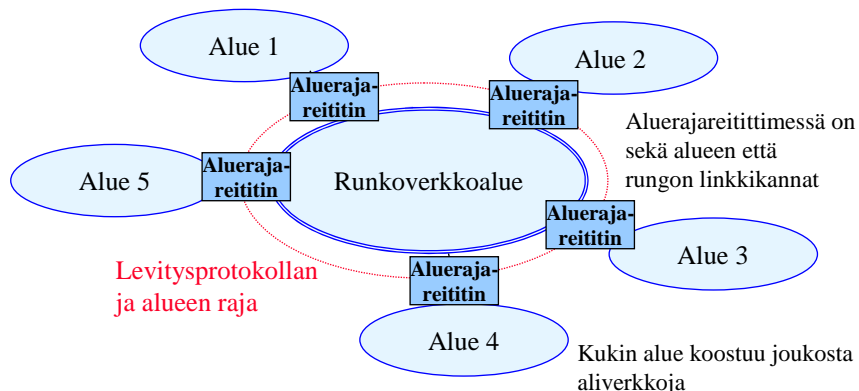 Alue 1
Alue 2
Alueraja-
reititin
Alueraja-
reititin
Aluerajareitittimessä on
sekä alueen että
rungon linkkikannat
Alue 5
Alueraja-
reititin
Runkoverkkoalue
Alueraja-
reititin
Alue 3
Levitysprotokollan
ja alueen raja
Alueraja-
reititin
Alue 4
Kukin alue koostuu joukosta
aliverkkoja